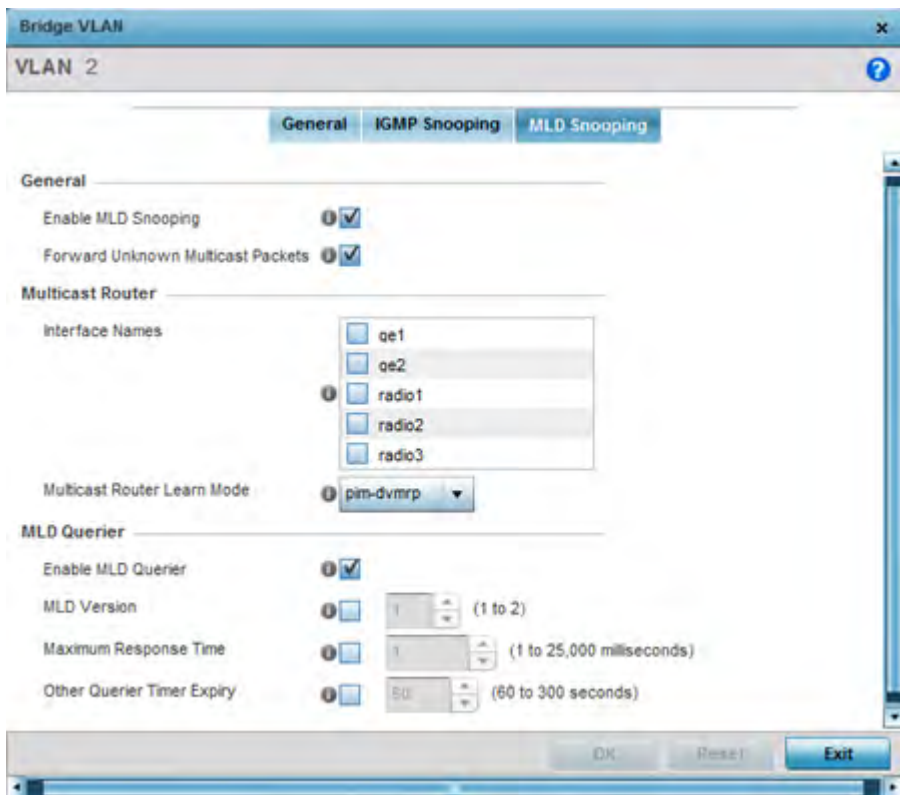 Bridge VLAN
VLAN 2
General IGMP Snooping MLD Snooping
General
Enable MLD Snooping
Forward Unknown Multicast Packets
Multicast Router
Interface Names
ge1
ge2
radio1
radio2
radio3
Multicast Router Learn Mode pim-dvmrp
MLD Querier
Enable MLD Querier
MLD Version 1 (1 to 2)
Maximum Response Time 1 (1 to 25,000 milliseconds)
Other Querier Timer Expiry 60 (60 to 300 seconds)
OK Reset Exit